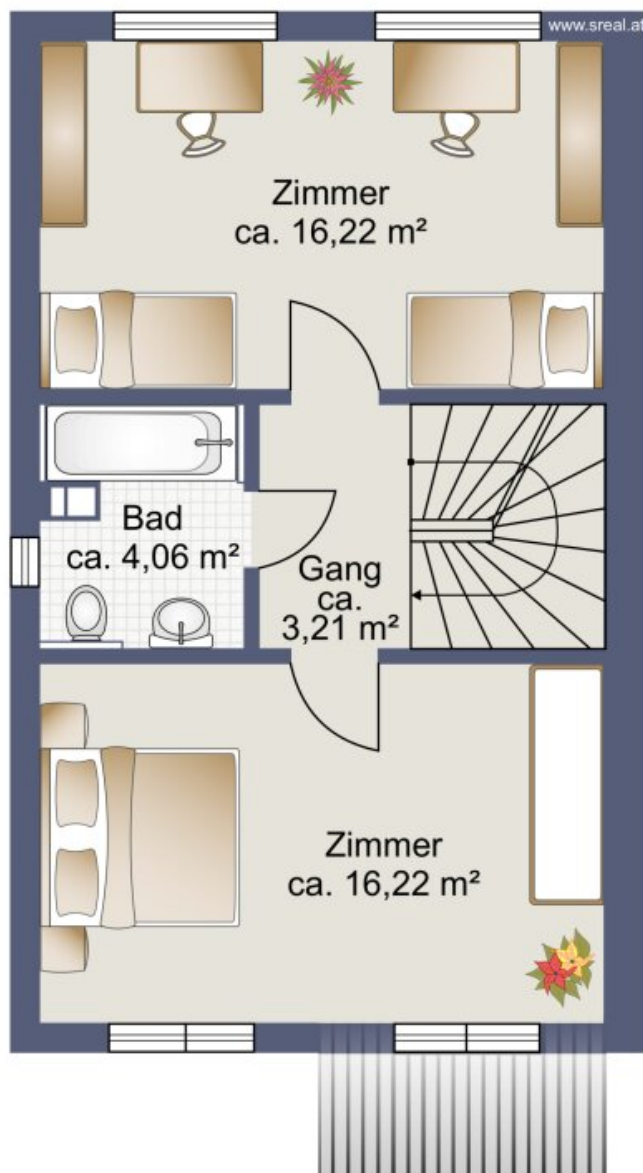 www.sreal.at
Zimmer
ca. 16,22 m²
Bad
ca. 4,06 m²
Gang
ca.
3,21 m²
Zimmer
ca. 16,22 m²